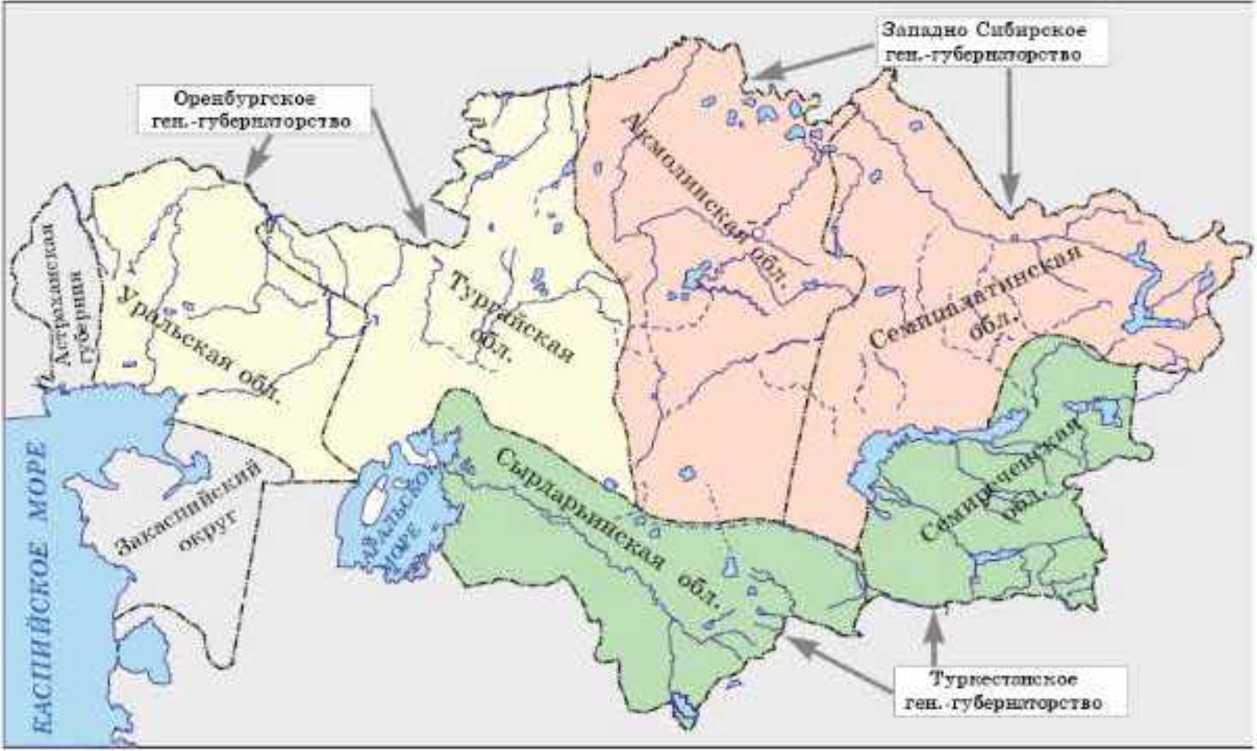 Западно Сибирское
ген.-губернаторство
Оренбургское
ген.-губернаторство
Астраханская
губерния
Уральская обл.
Тургайская
обл.
Акмолинская обл.
Семипалатинская
обл.
Закаспийский
округ
КАСПИЙСКОЕ МОРЕ
АРАЛЬСКОЕ
МОРЕ
Сырдарьинская обл.
Семиреченская
обл.
Туркестанское
ген.-губернаторство